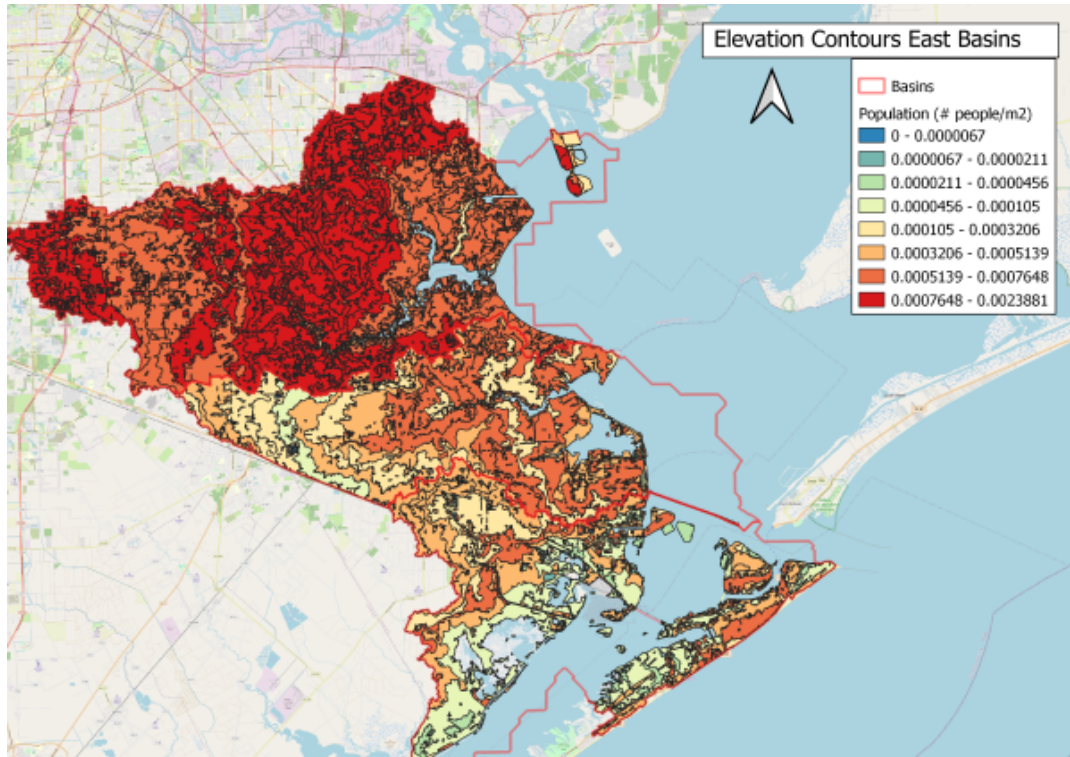 Elevation Contours East Basins
Basins
Population (# people/m2)
0 - 0.0000067
0.0000067 - 0.0000211
0.0000211 - 0.0000456
0.0000456 - 0.000105
0.000105 - 0.0003206
0.0003206 - 0.0005139
0.0005139 - 0.0007648
0.0007648 - 0.0023881